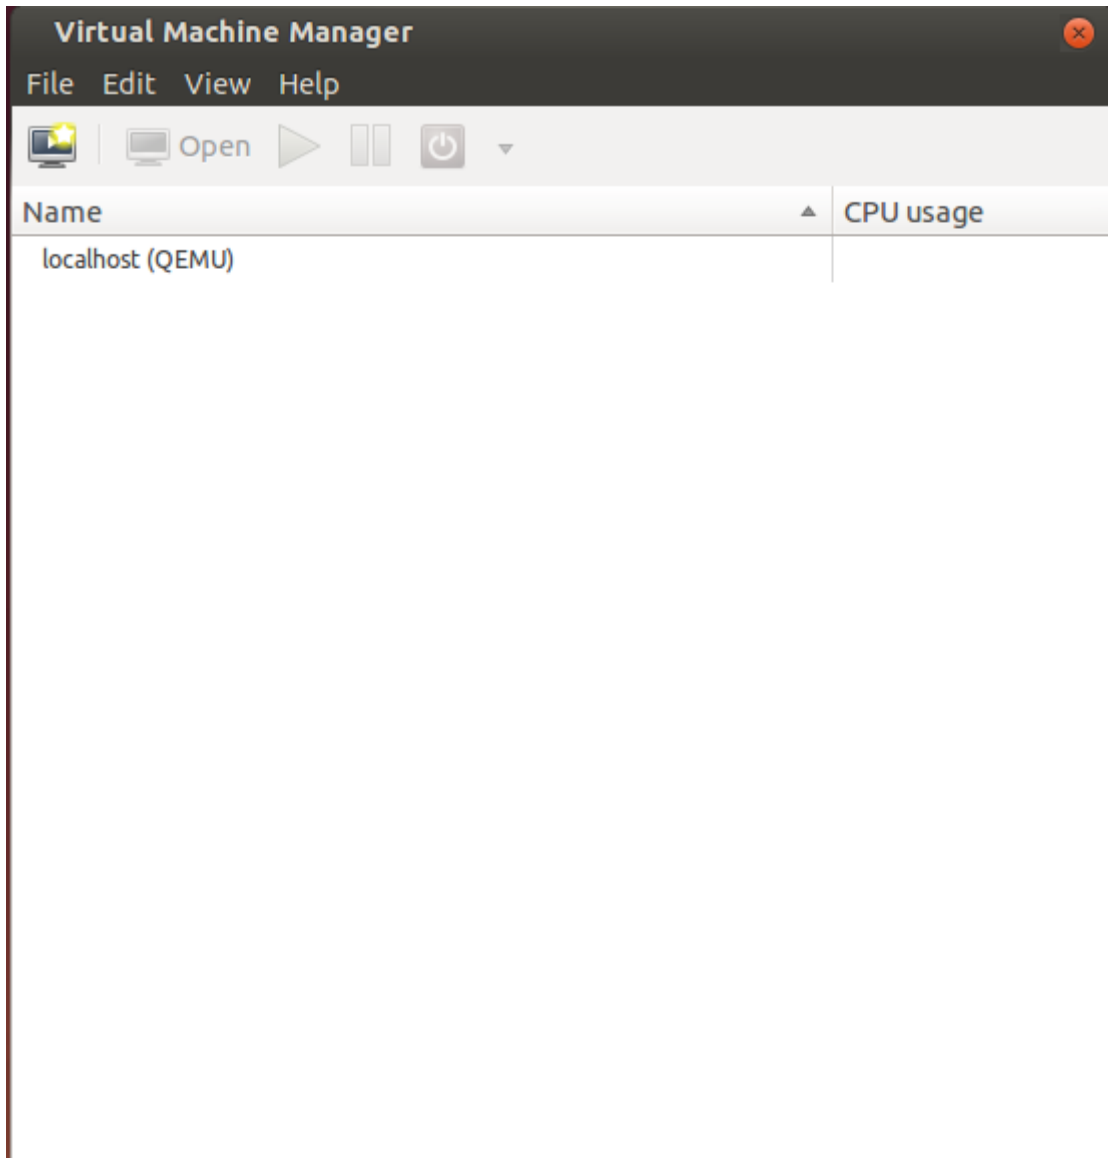 Virtual Machine Manager
File Edit View Help
Open
Name CPU usage
localhost (QEMU)